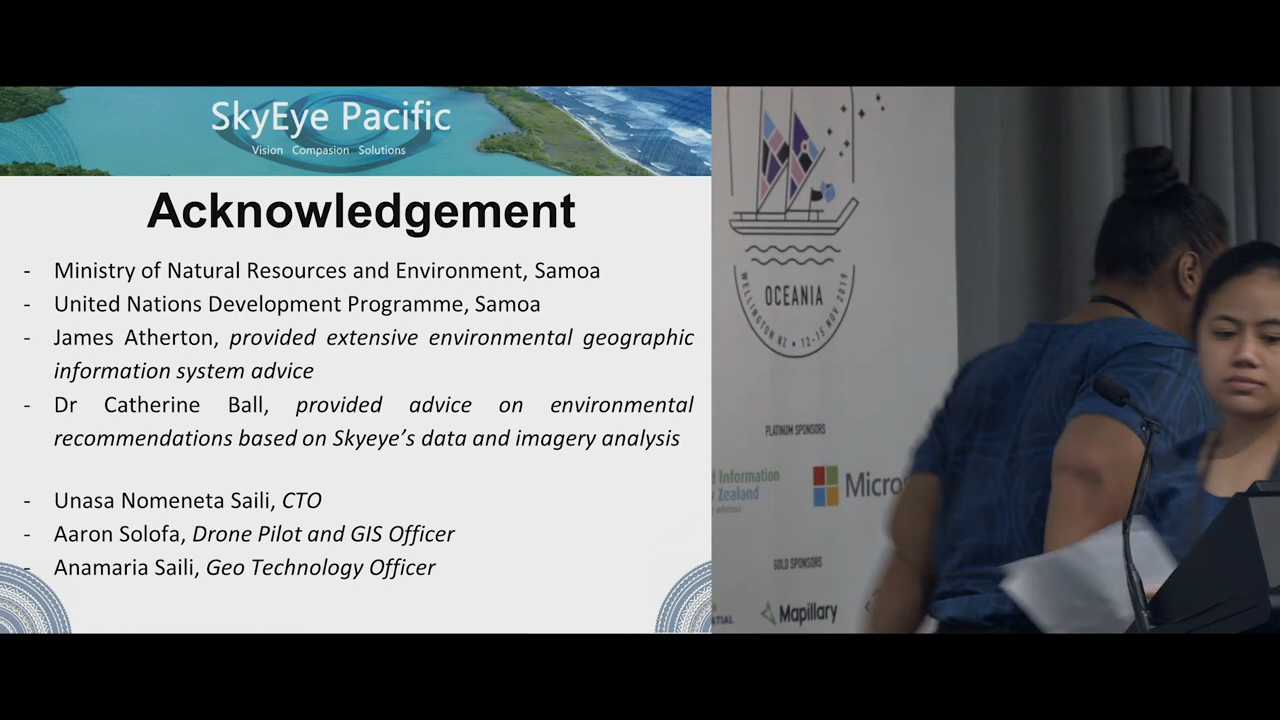 SkyEye Pacific
Vision Compasion Solutions
Acknowledgement
- Ministry of Natural Resources and Environment, Samoa
- United Nations Development Programme, Samoa
- James Atherton, provided extensive environmental geographic
information system advice
- Dr Catherine Ball, provided advice on environmental
recommendations based on Skyeye's data and imagery analysis
- Unasa Nomeneta Saili, CTO
- Aaron Solofa, Drone Pilot and GIS Officer
- Anamaria Saili, Geo Technology Officer
OCEANIA
WELLINGTON NZ • 12-15 NOV 2019
PLATINUM SPONSORS
d Information
Zealand
Micros
GOLD SPONSORS
Mapillary